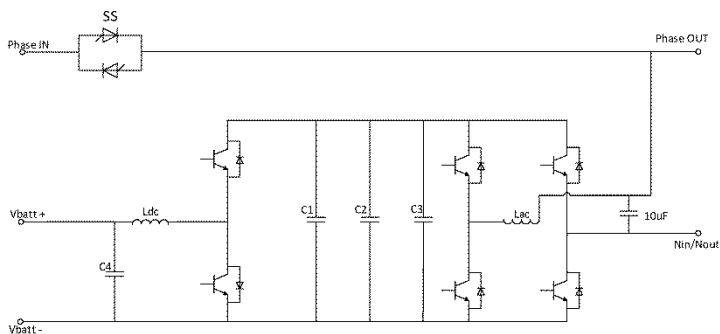 SS
Phase IN
Phase OUT
Vbatt +
Ldc
C1
C2
C3
Lac
10uF
Nin/Nout
C4
Vbatt -